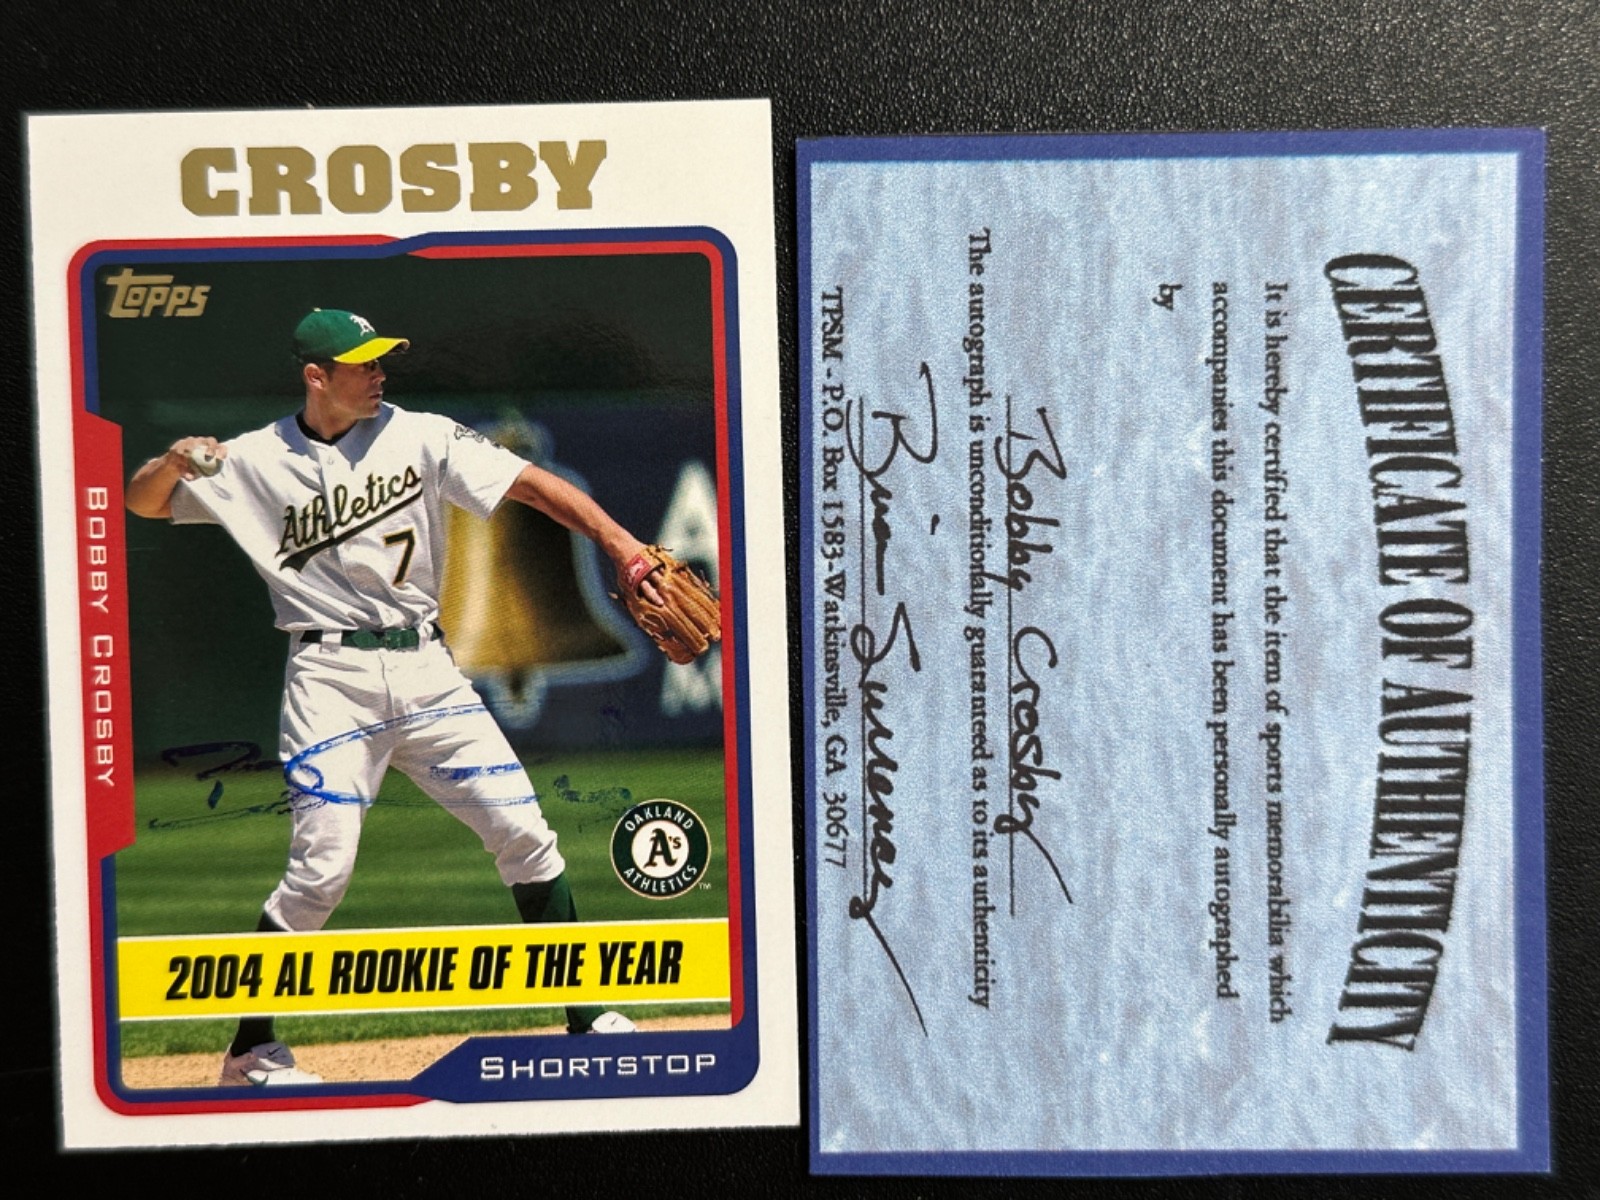 CROSBY
topps
Athletics
7
BOBBY CROSBY
A
OAKLAND
A's
ATHLETICS
TM
2004 AL ROOKIE OF THE YEAR
SHORTSTOP
CERTIFICATE OF AUTHENTICITY
It is hereby certified that the item of sports memorabilia which
accompanies this document has been personally autographed
by
Bobby Crosby
The autograph is unconditionally guaranteed as to its authenticity
TPSM - P.O. Box 1583-Watkinsville, GA 30677